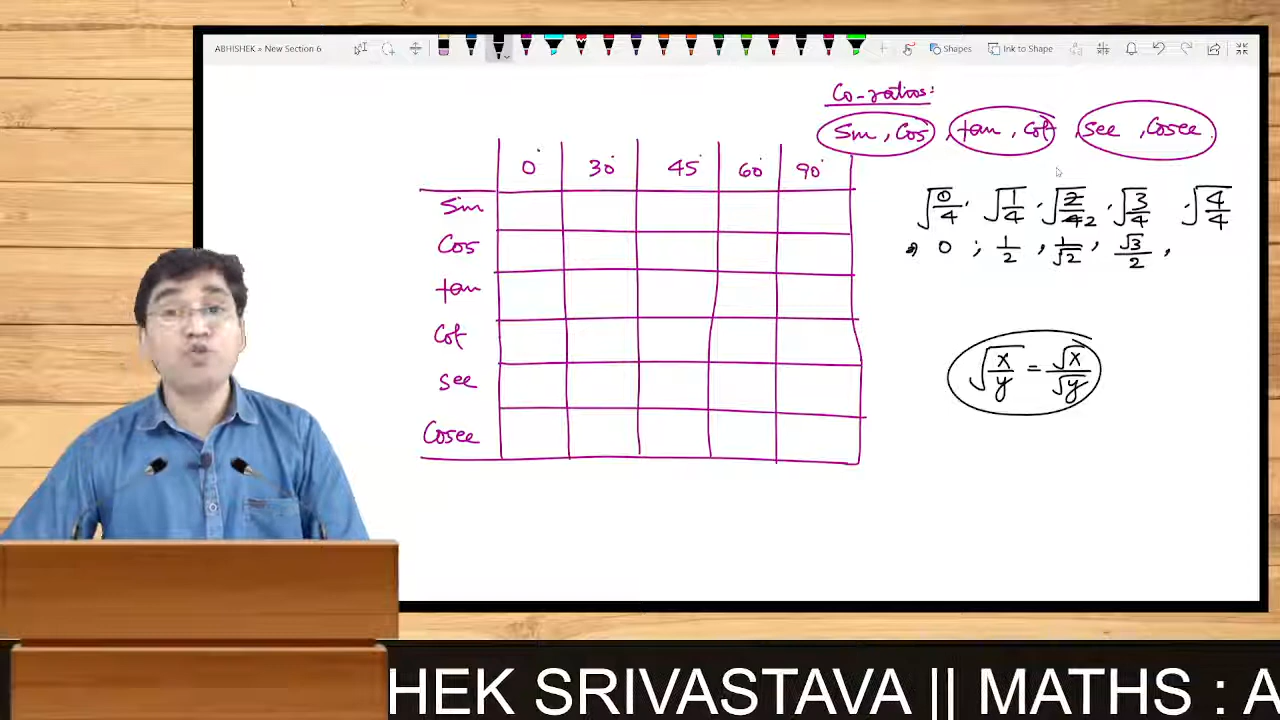 ABHISHEK » New Section 6
Shapes
Ink to Shape
Co-ratios:
Sin, Cos, tan, Cot, sec, Cosec.
0° 30° 45° 60° 90°
Sin
Cos
tan
Cot
sec
Cosec
√0/4, √1/4, √2/4 2, √3/4, √4/4
⇒ 0, 1/2, 1/√2, √3/2,
√x/y = √x/√y
HEK SRIVASTAVA || MATHS : A